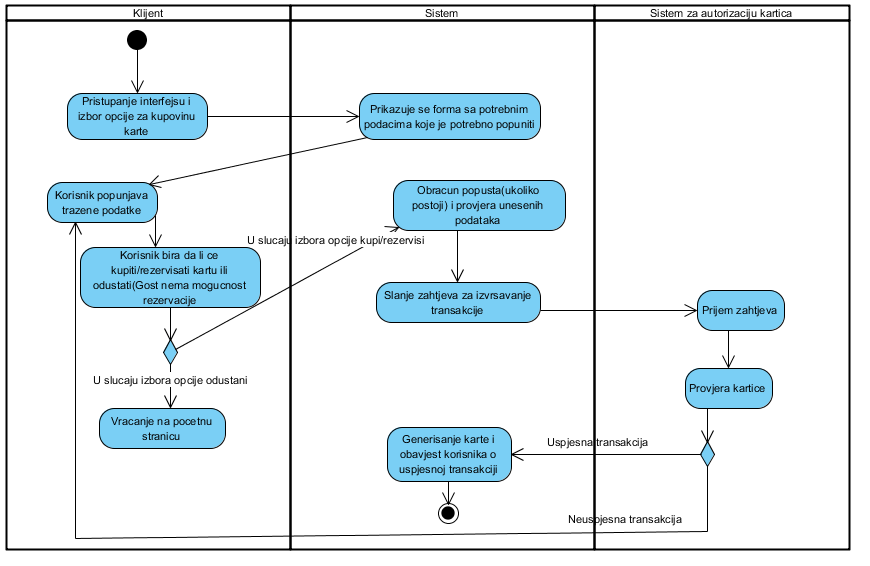 Klijent
Sistem
Sistem za autorizaciju kartica
Pristupanje interfejsu i
izbor opcije za kupovinu
karte
Prikazuje se forma sa potrebnim
podacima koje je potrebno popuniti
Korisnik popunjava
trazene podatke
Obracun popusta(ukoliko
postoji) i provjera unesenih
podataka
U slucaju izbora opcije kupi/rezervisi
Korisnik bira da li ce
kupiti/rezervisati kartu ili
odustati(Gost nema mogucnost
rezervacije
Slanje zahtjeva za izvrsavanje
transakcije
Prijem zahtjeva
U slucaju izbora opcije odustani
Provjera kartice
Vracanje na pocetnu
stranicu
Generisanje karte i
obavjest korisnika o
uspjesnoj transakciji
Uspjesna transakcija
Neuspjesna transakcija